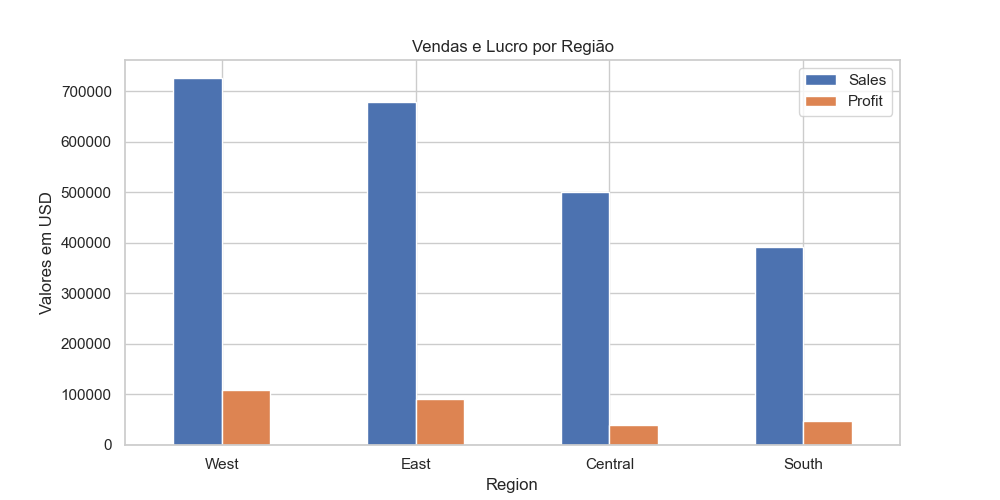 Vendas e Lucro por Região
Sales
Profit
Valores em USD
700000
600000
500000
400000
300000
200000
100000
0
West
East
Central
South
Region